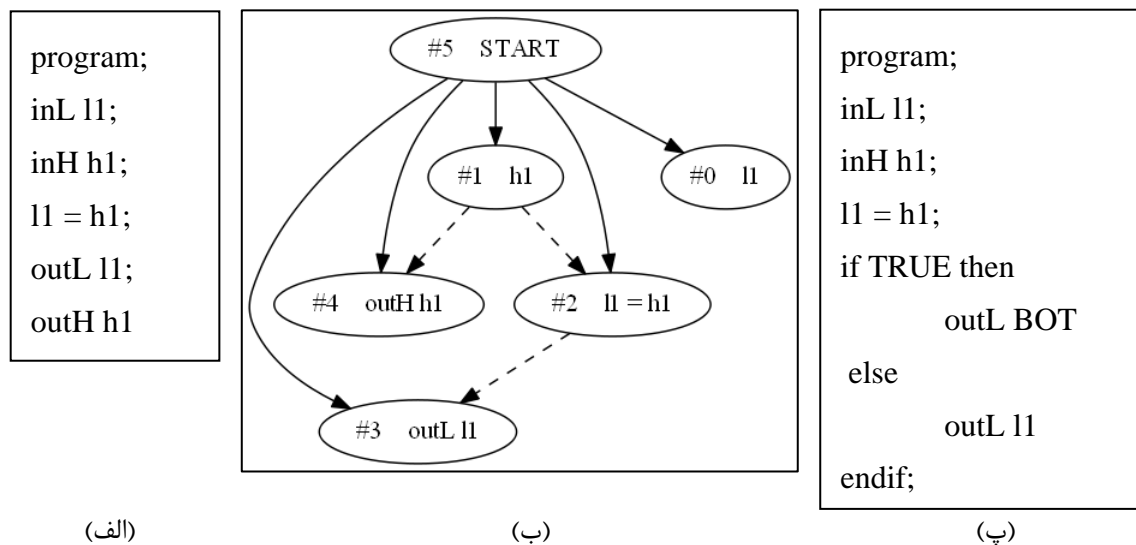 program;
inL l1;
inH h1;
l1 = h1;
outL l1;
outH h1
#5 START
#1 h1
#0 l1
#4 outH h1
#2 l1 = h1
#3 outL l1
program;
inL l1;
inH h1;
l1 = h1;
if TRUE then
outL BOT
else
outL l1
endif;
(الف)
(ب)
(پ)